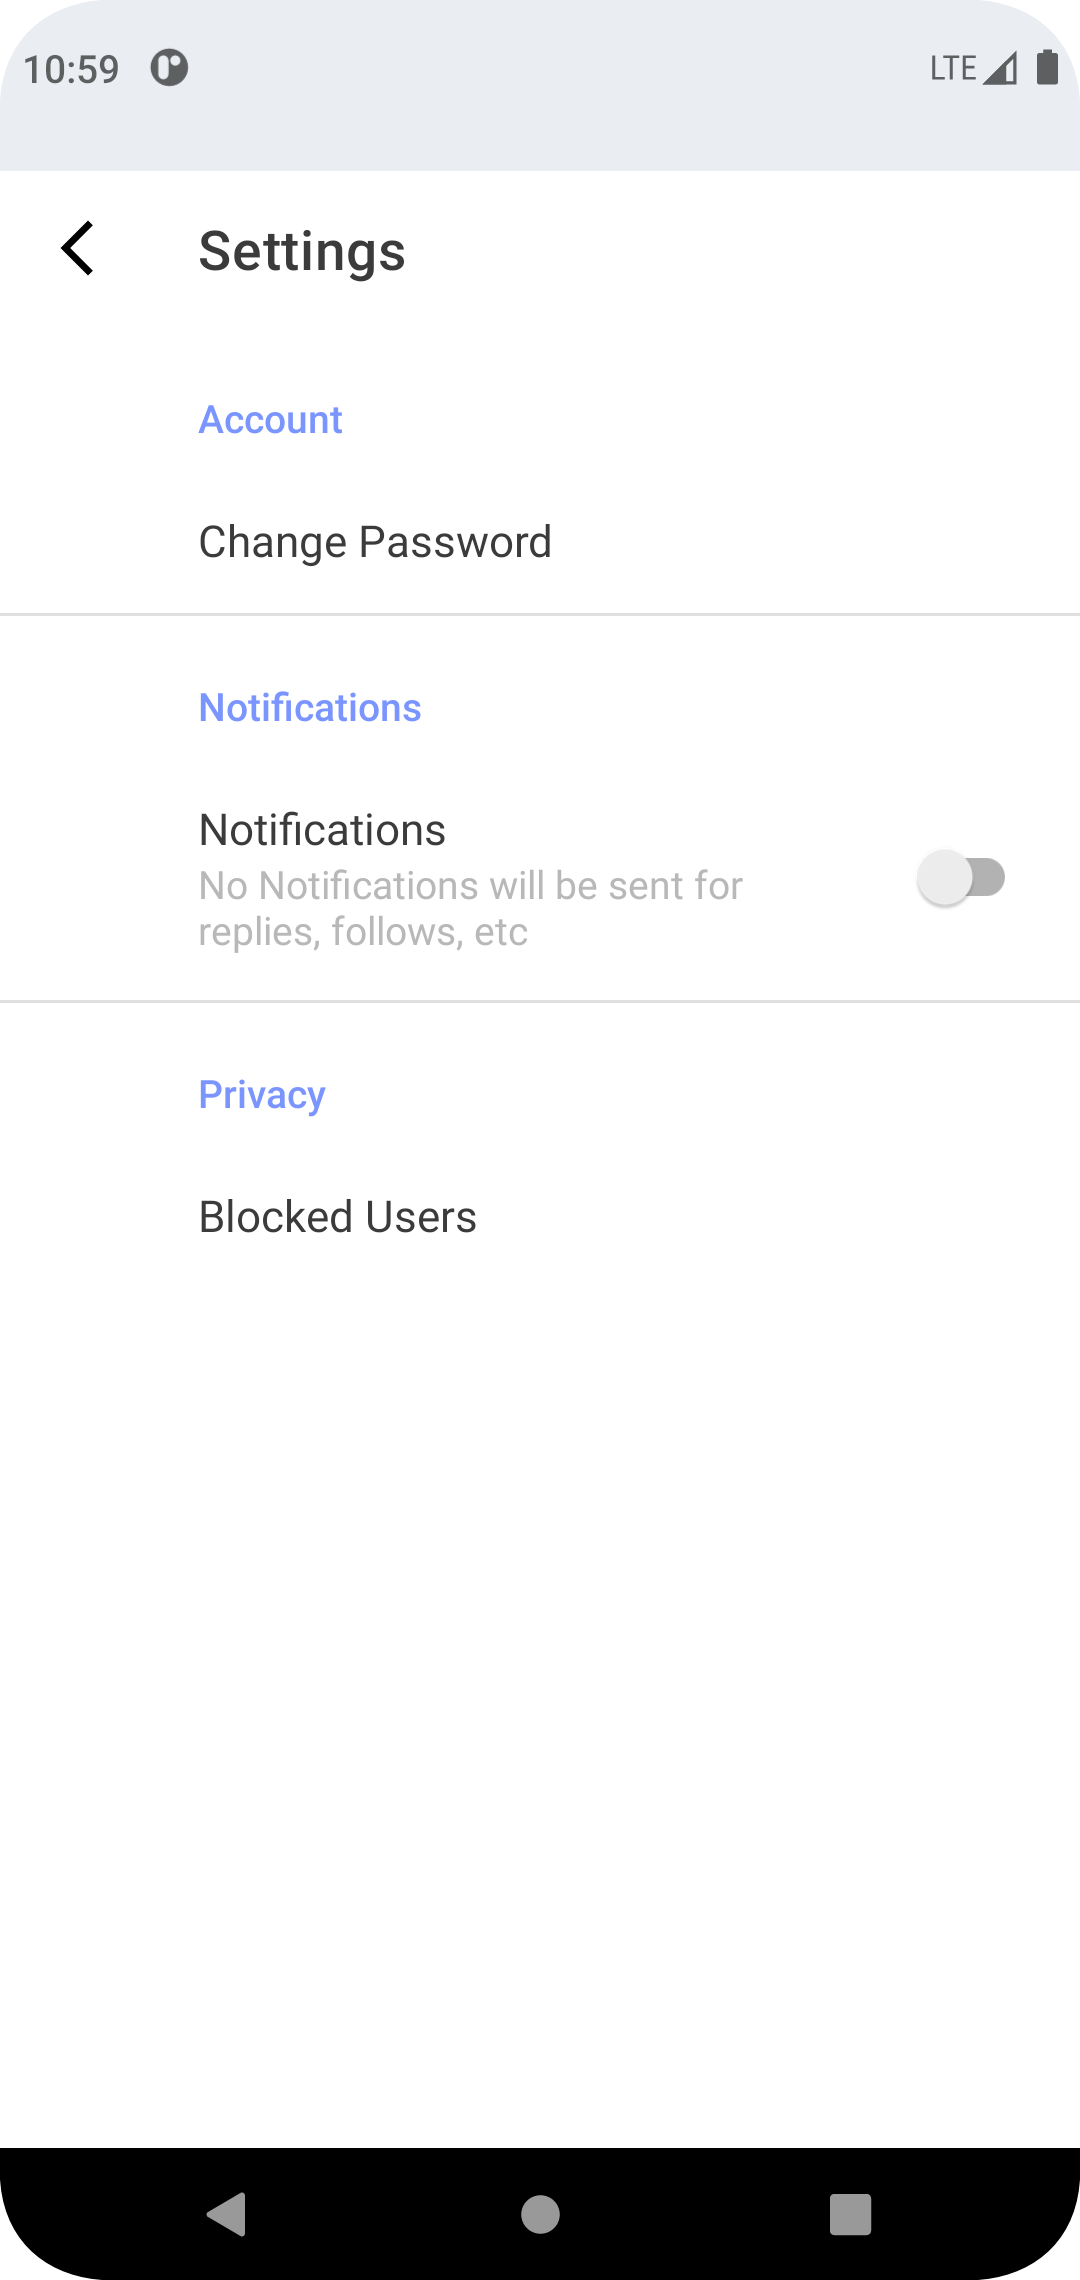 10:59
LTE
Settings
Account
Change Password
Notifications
Notifications
No Notifications will be sent for
replies, follows, etc
Privacy
Blocked Users